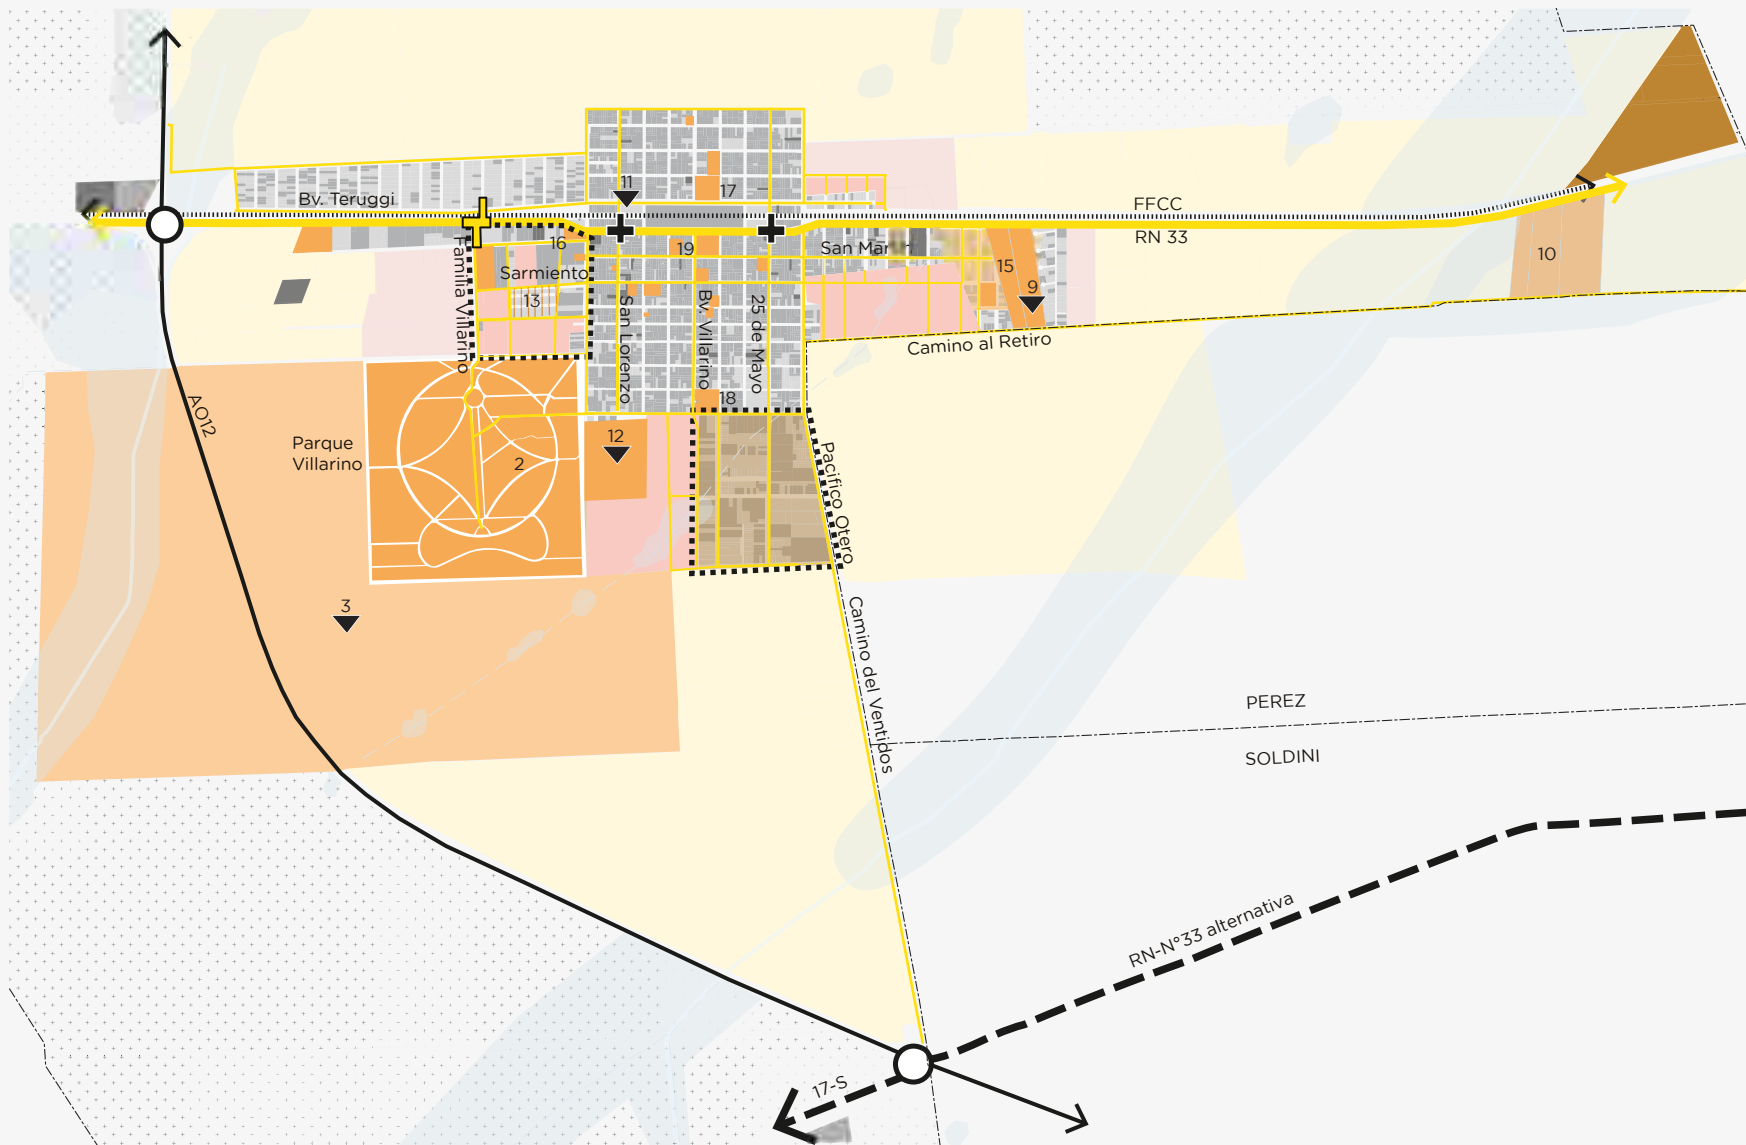 11
17
Bv. Teruggi
FFCC
RN 33
16
19
San Mar
10
15
9
Sarmiento
13
Familia Villarino
San Lorenzo
Bv. Villarino
25 de Mayo
Camino al Retiro
18
AO12
Parque
Villarino
2
12
Pacifico Otero
3
Camino del Ventidos
PEREZ
SOLDINI
RN-N°33 alternativa
17-S